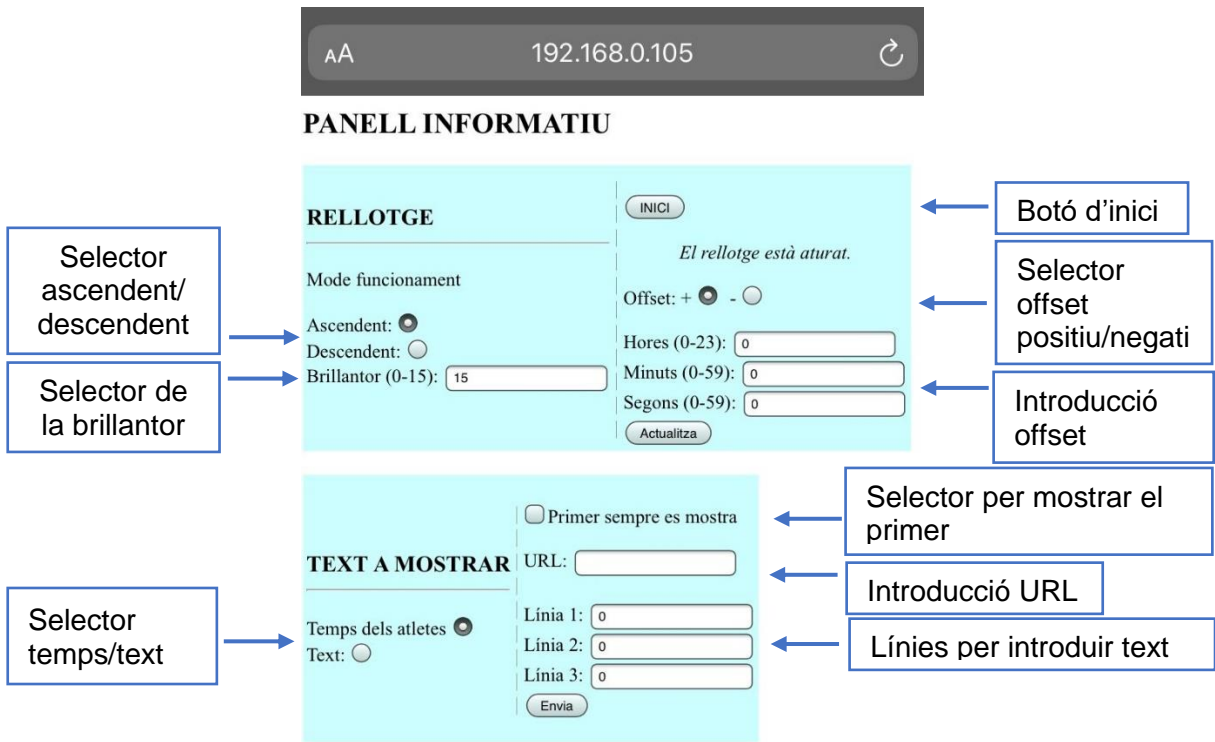 AA 192.168.0.105
PANELL INFORMATIU
RELLOTGE
Mode funcionament
Ascendent:
Descendent:
Brillantor (0-15): 15
INICI
El rellotge està aturat.
Offset: + -
Hores (0-23): 0
Minuts (0-59): 0
Segons (0-59): 0
Actualitza
TEXT A MOSTRAR
Temps dels atletes
Text:
Primer sempre es mostra
URL:
Línia 1: 0
Línia 2: 0
Línia 3: 0
Envia
Selector
ascendent/
descendent
Selector de
la brillantor
Selector
temps/text
Botó d'inici
Selector
offset
positiu/negati
Introducció
offset
Selector per mostrar el
primer
Introducció URL
Línies per introduir text